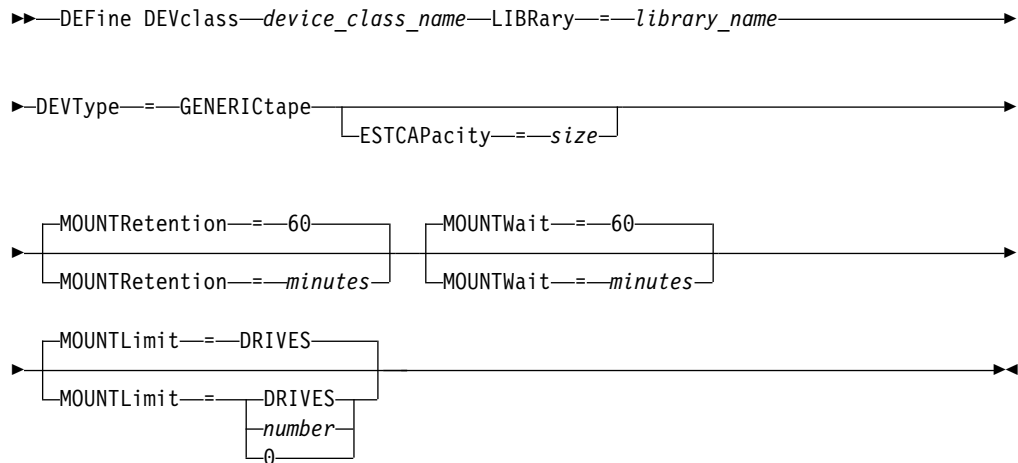 DEFine DEVclass device_class_name LIBRary = library_name
DEVType = GENERICtape
ESTCAPacity = size
MOUNTRetention = 60 MOUNTWait = 60
MOUNTRetention = minutes MOUNTWait = minutes
MOUNTLimit = DRIVES
MOUNTLimit = DRIVES
number
0